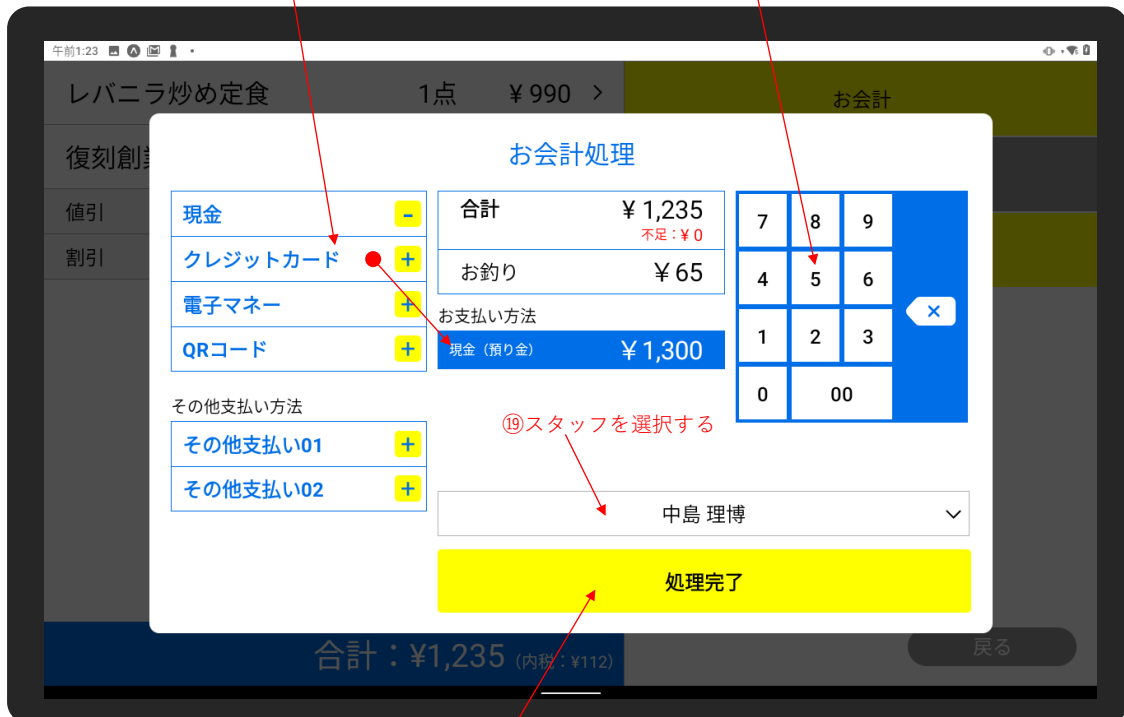 午前1:23
レバニラ炒め定食 1点 ¥990 >
お会計
復刻創業
値引
割引
お会計処理
現金 -
クレジットカード +
電子マネー +
QRコード +
その他支払い方法
その他支払い01 +
その他支払い02 +
合計 ¥1,235
不足:¥0
お釣り ¥65
お支払い方法
現金(預り金) ¥1,300
7 8 9
4 5 6
1 2 3
0 00
⑲スタッフを選択する
中島 理博
処理完了
合計:¥1,235 (内税:¥112)
戻る